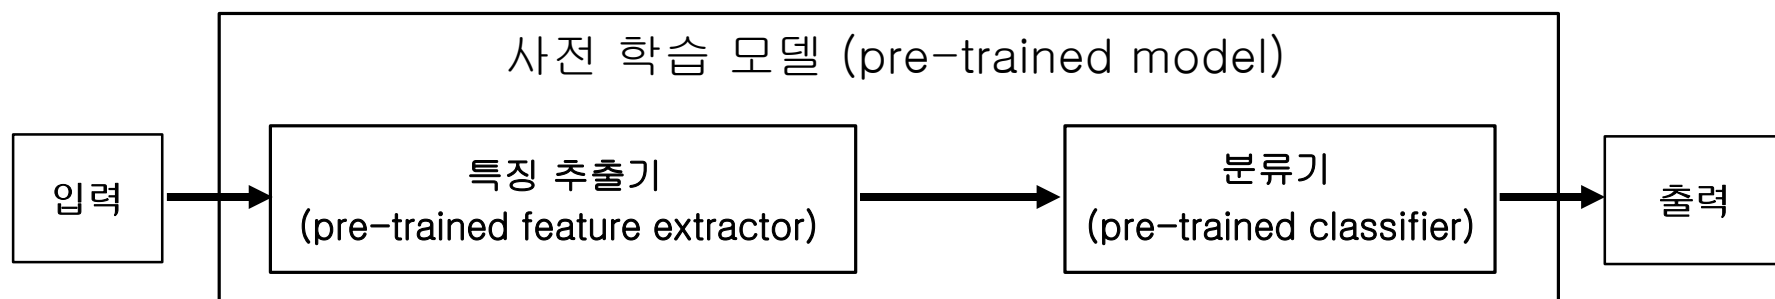 사전 학습 모델 (pre-trained model)
입력
특징 추출기
(pre-trained feature extractor)
분류기
(pre-trained classifier)
출력